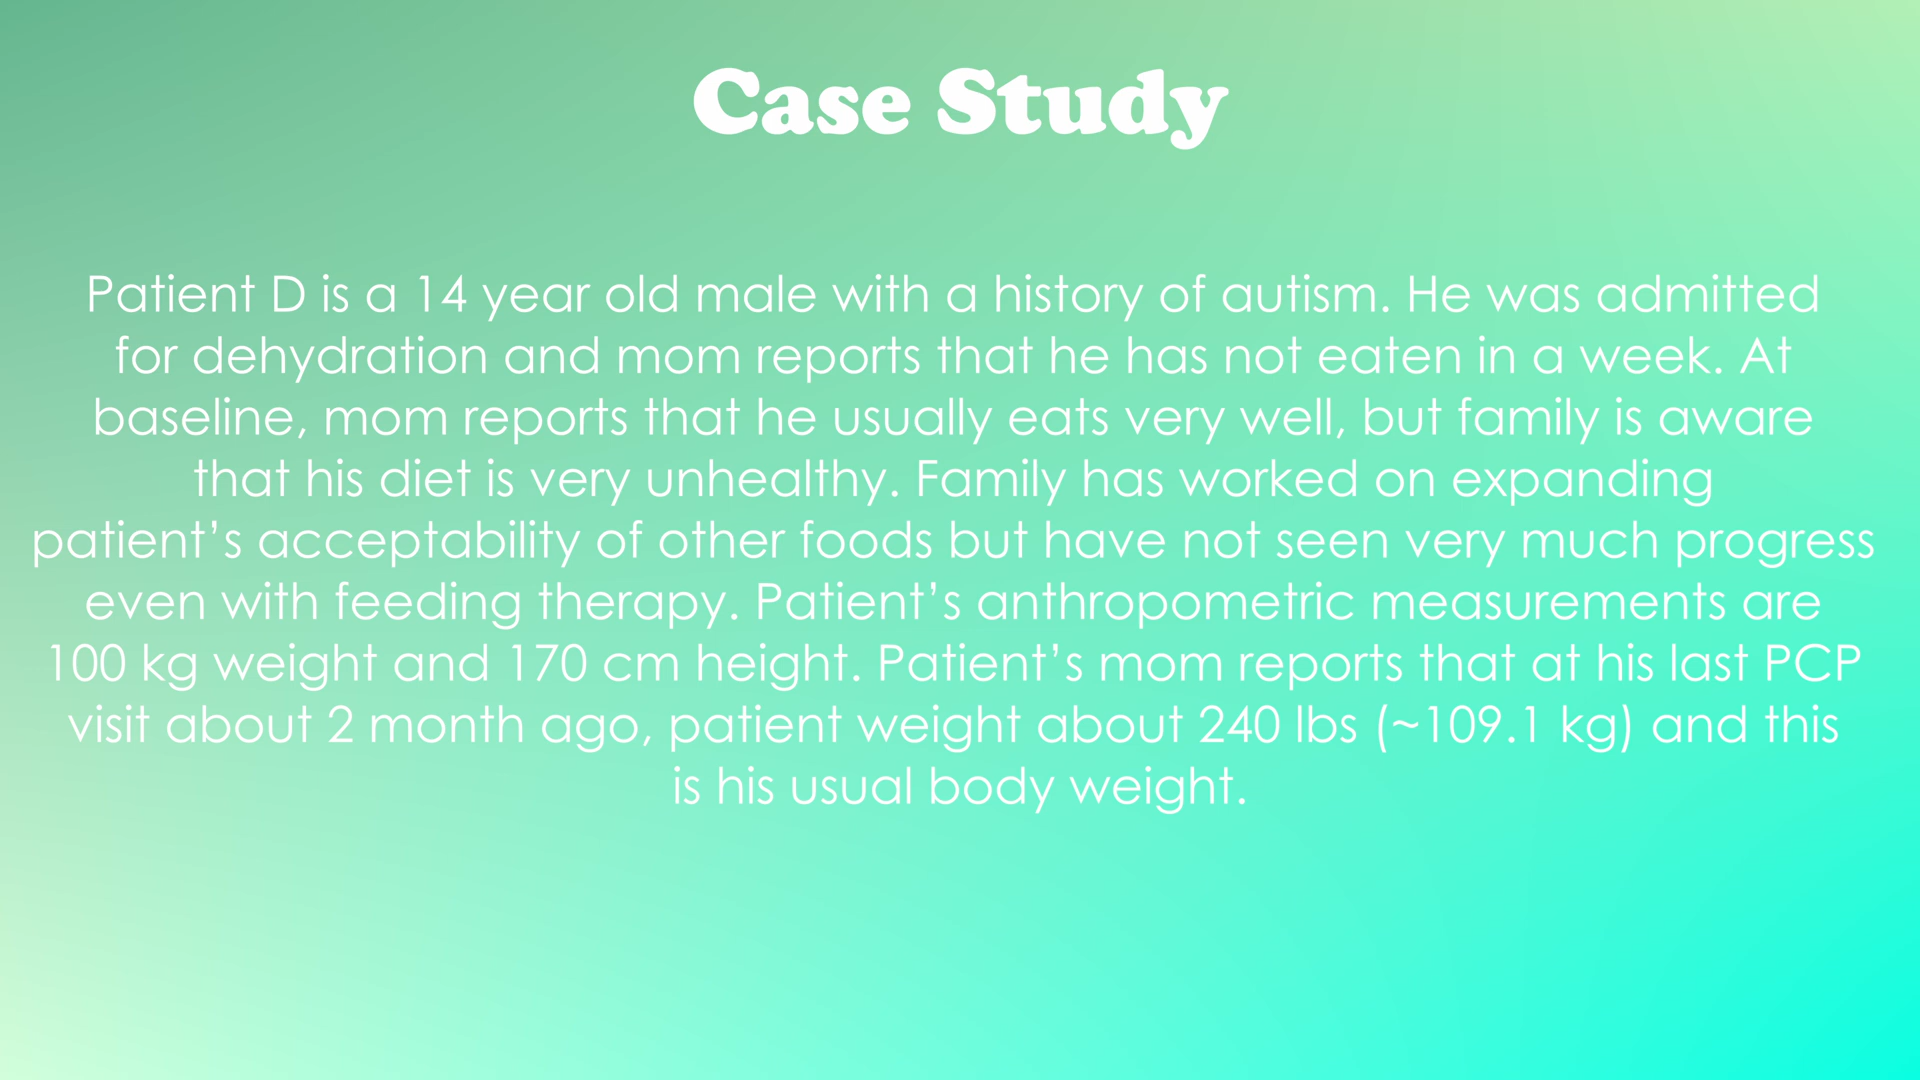 Case Study
Patient D is a 14 year old male with a history of autism. He was admitted
for dehydration and mom reports that he has not eaten in a week. At
baseline, mom reports that he usually eats very well, but family is aware
that his diet is very unhealthy. Family has worked on expanding
patient’s acceptability of other foods but have not seen very much progress
even with feeding therapy. Patient’s anthropometric measurements are
100 kg weight and 170 cm height. Patient’s mom reports that at his last PCP
visit about 2 month ago, patient weight about 240 lbs (~109.1 kg) and this
is his usual body weight.